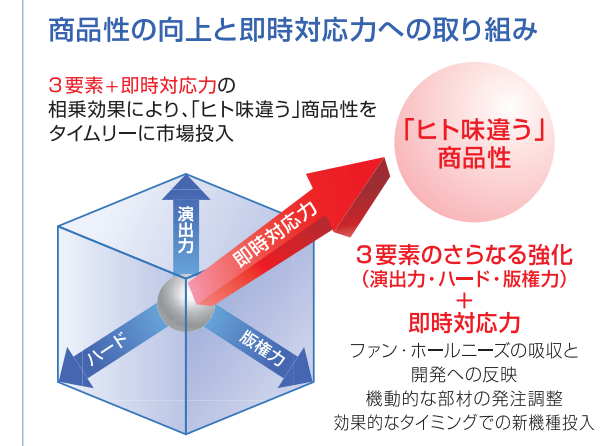 商品性の向上と即時対応力への取り組み
3要素+即時対応力の
相乗効果により、「ヒト味違う」商品性を
タイムリーに市場投入
「ヒト味違う」
商品性
演出力
即時対応力
ハード
版権力
3要素のさらなる強化
(演出力・ハード・版権力)
+
即時対応力
ファン・ホールニーズの吸収と
開発への反映
機動的な部材の発注調整
効果的なタイミングでの新機種投入